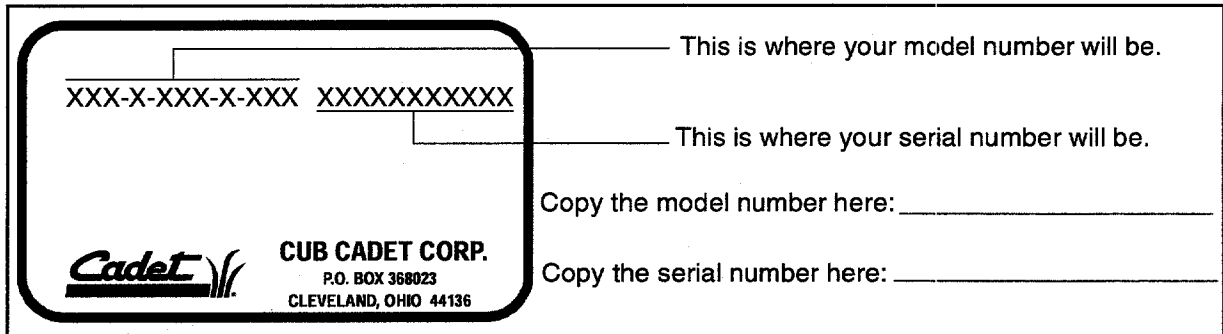 This is where your model number will be.
XXX-X-XXX-X-XXX XXXXXXXXXXX
This is where your serial number will be.
Copy the model number here:
Copy the serial number here:
Cadet
CUB CADET CORP.
P.O. BOX 368023
CLEVELAND, OHIO 44136